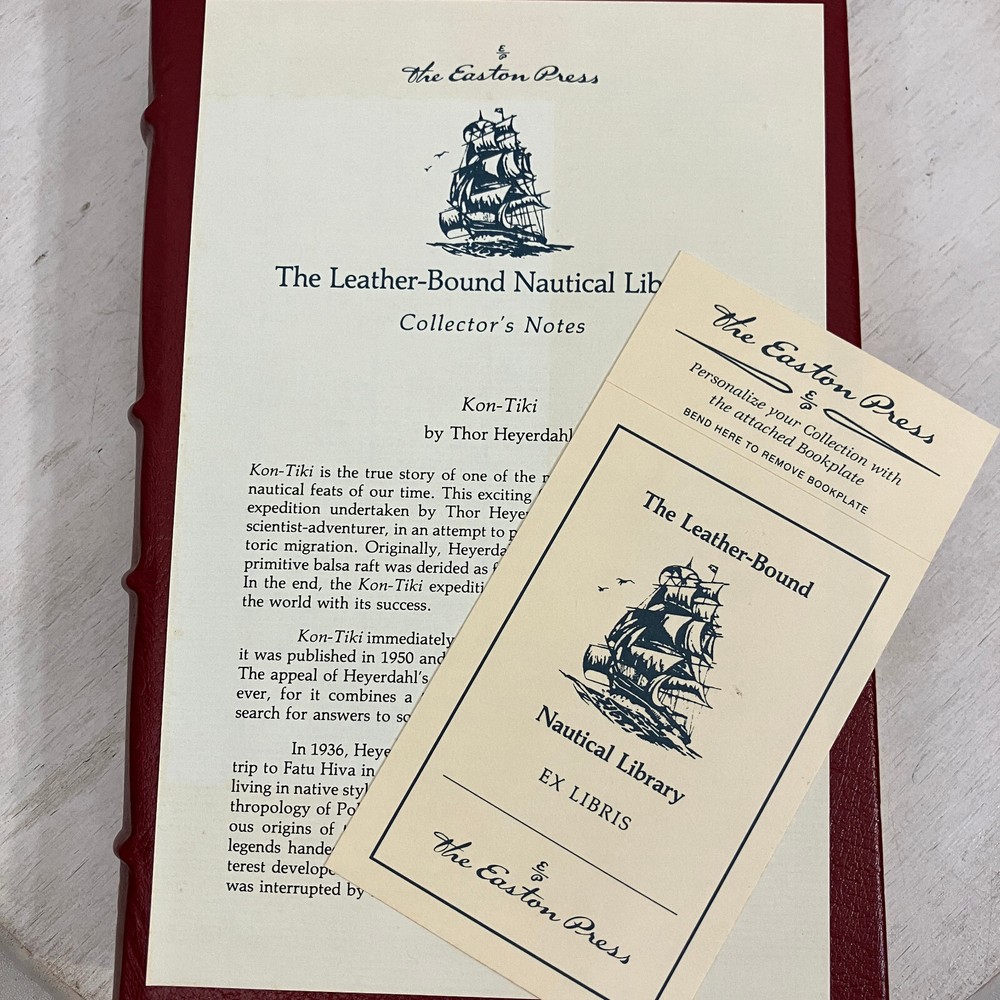 The Easton Press
The Leather-Bound Nautical Lib
Collector's Notes
Kon-Tiki
by Thor Heyerdahl
Kon-Tiki is the true story of one of the
nautical feats of our time. This exciting
expedition undertaken by Thor Heyer
scientist-adventurer, in an attempt to p
toric migration. Originally, Heyerda
primitive balsa raft was derided as
In the end, the Kon-Tiki expediti
the world with its success.
Kon-Tiki immediately
it was published in 1950 and
The appeal of Heyerdahl's
ever, for it combines a
search for answers to so
In 1936, Heye
trip to Fatu Hiva in
living in native styl
thropology of Pol
ous origins of
legends hande
terest develope
was interrupted by
The Easton Press
Personalize your Collection with
the attached Bookplate
BEND HERE TO REMOVE BOOKPLATE
The Leather-Bound
Nautical Library
EX LIBRIS
The Easton Press